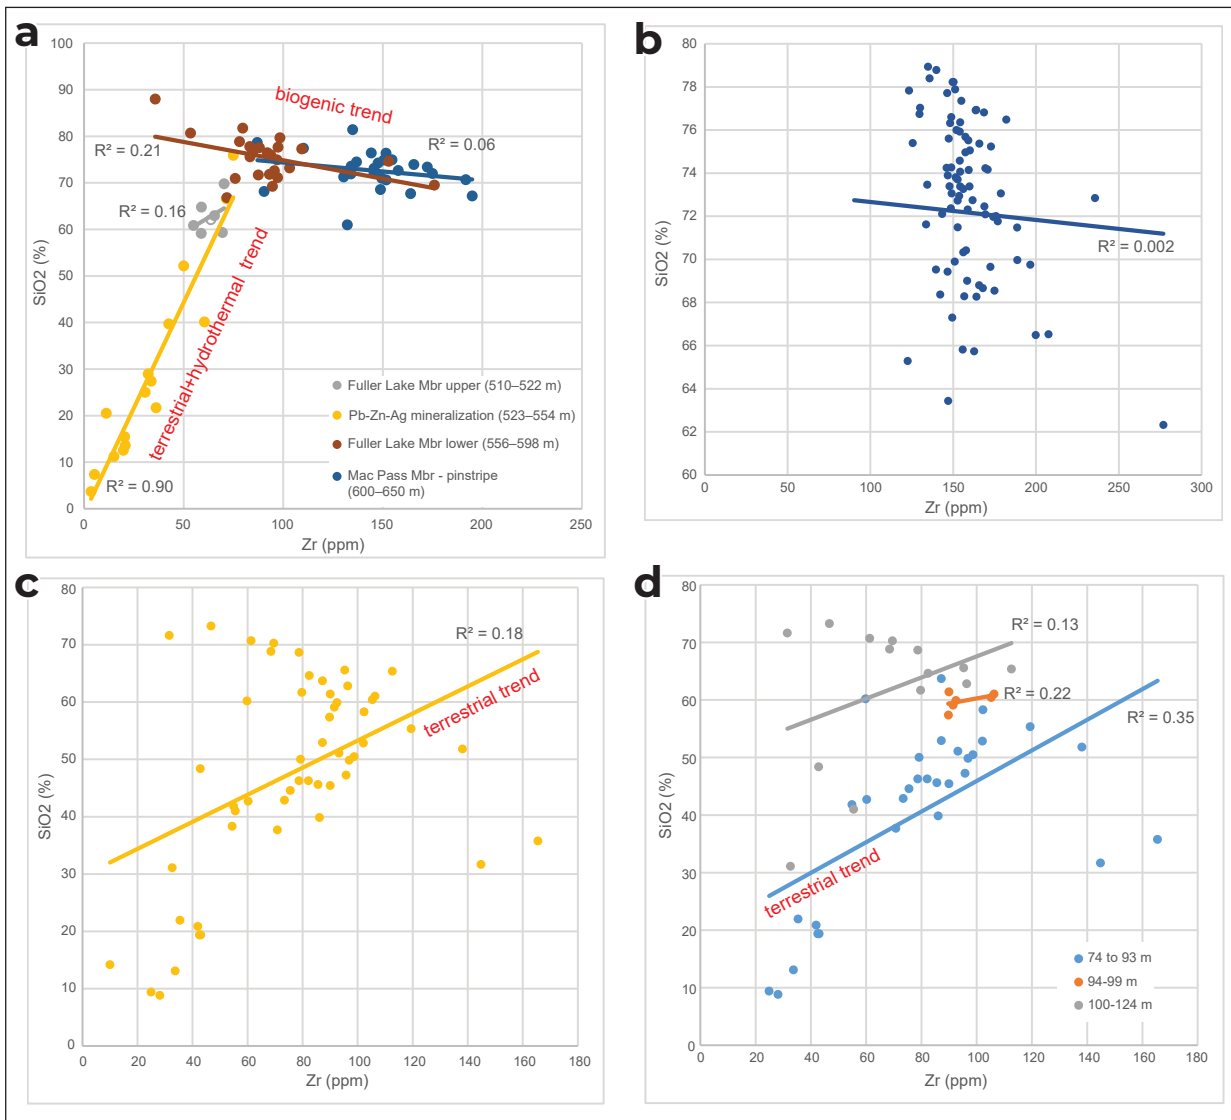 a
100
90
80
70
60
50
40
30
20
10
0
SiO2 (%)
0
50
100
150
200
250
Zr (ppm)
biogenic trend
R² = 0.21
R² = 0.06
R² = 0.16
terrestrial+hydrothermal trend
R² = 0.90
Fuller Lake Mbr upper (510–522 m)
Pb-Zn-Ag mineralization (523–554 m)
Fuller Lake Mbr lower (556–598 m)
Mac Pass Mbr - pinstripe
(600–650 m)
b
80
78
76
74
72
70
68
66
64
62
60
SiO2 (%)
0
50
100
150
200
250
300
Zr (ppm)
R² = 0.002
c
80
70
60
50
40
30
20
10
0
SiO2 (%)
0
20
40
60
80
100
120
140
160
180
Zr (ppm)
R² = 0.18
terrestrial trend
d
80
70
60
50
40
30
20
10
0
SiO2 (%)
0
20
40
60
80
100
120
140
160
180
Zr (ppm)
R² = 0.13
R² = 0.22
R² = 0.35
terrestrial trend
74 to 93 m
94-99 m
100-124 m